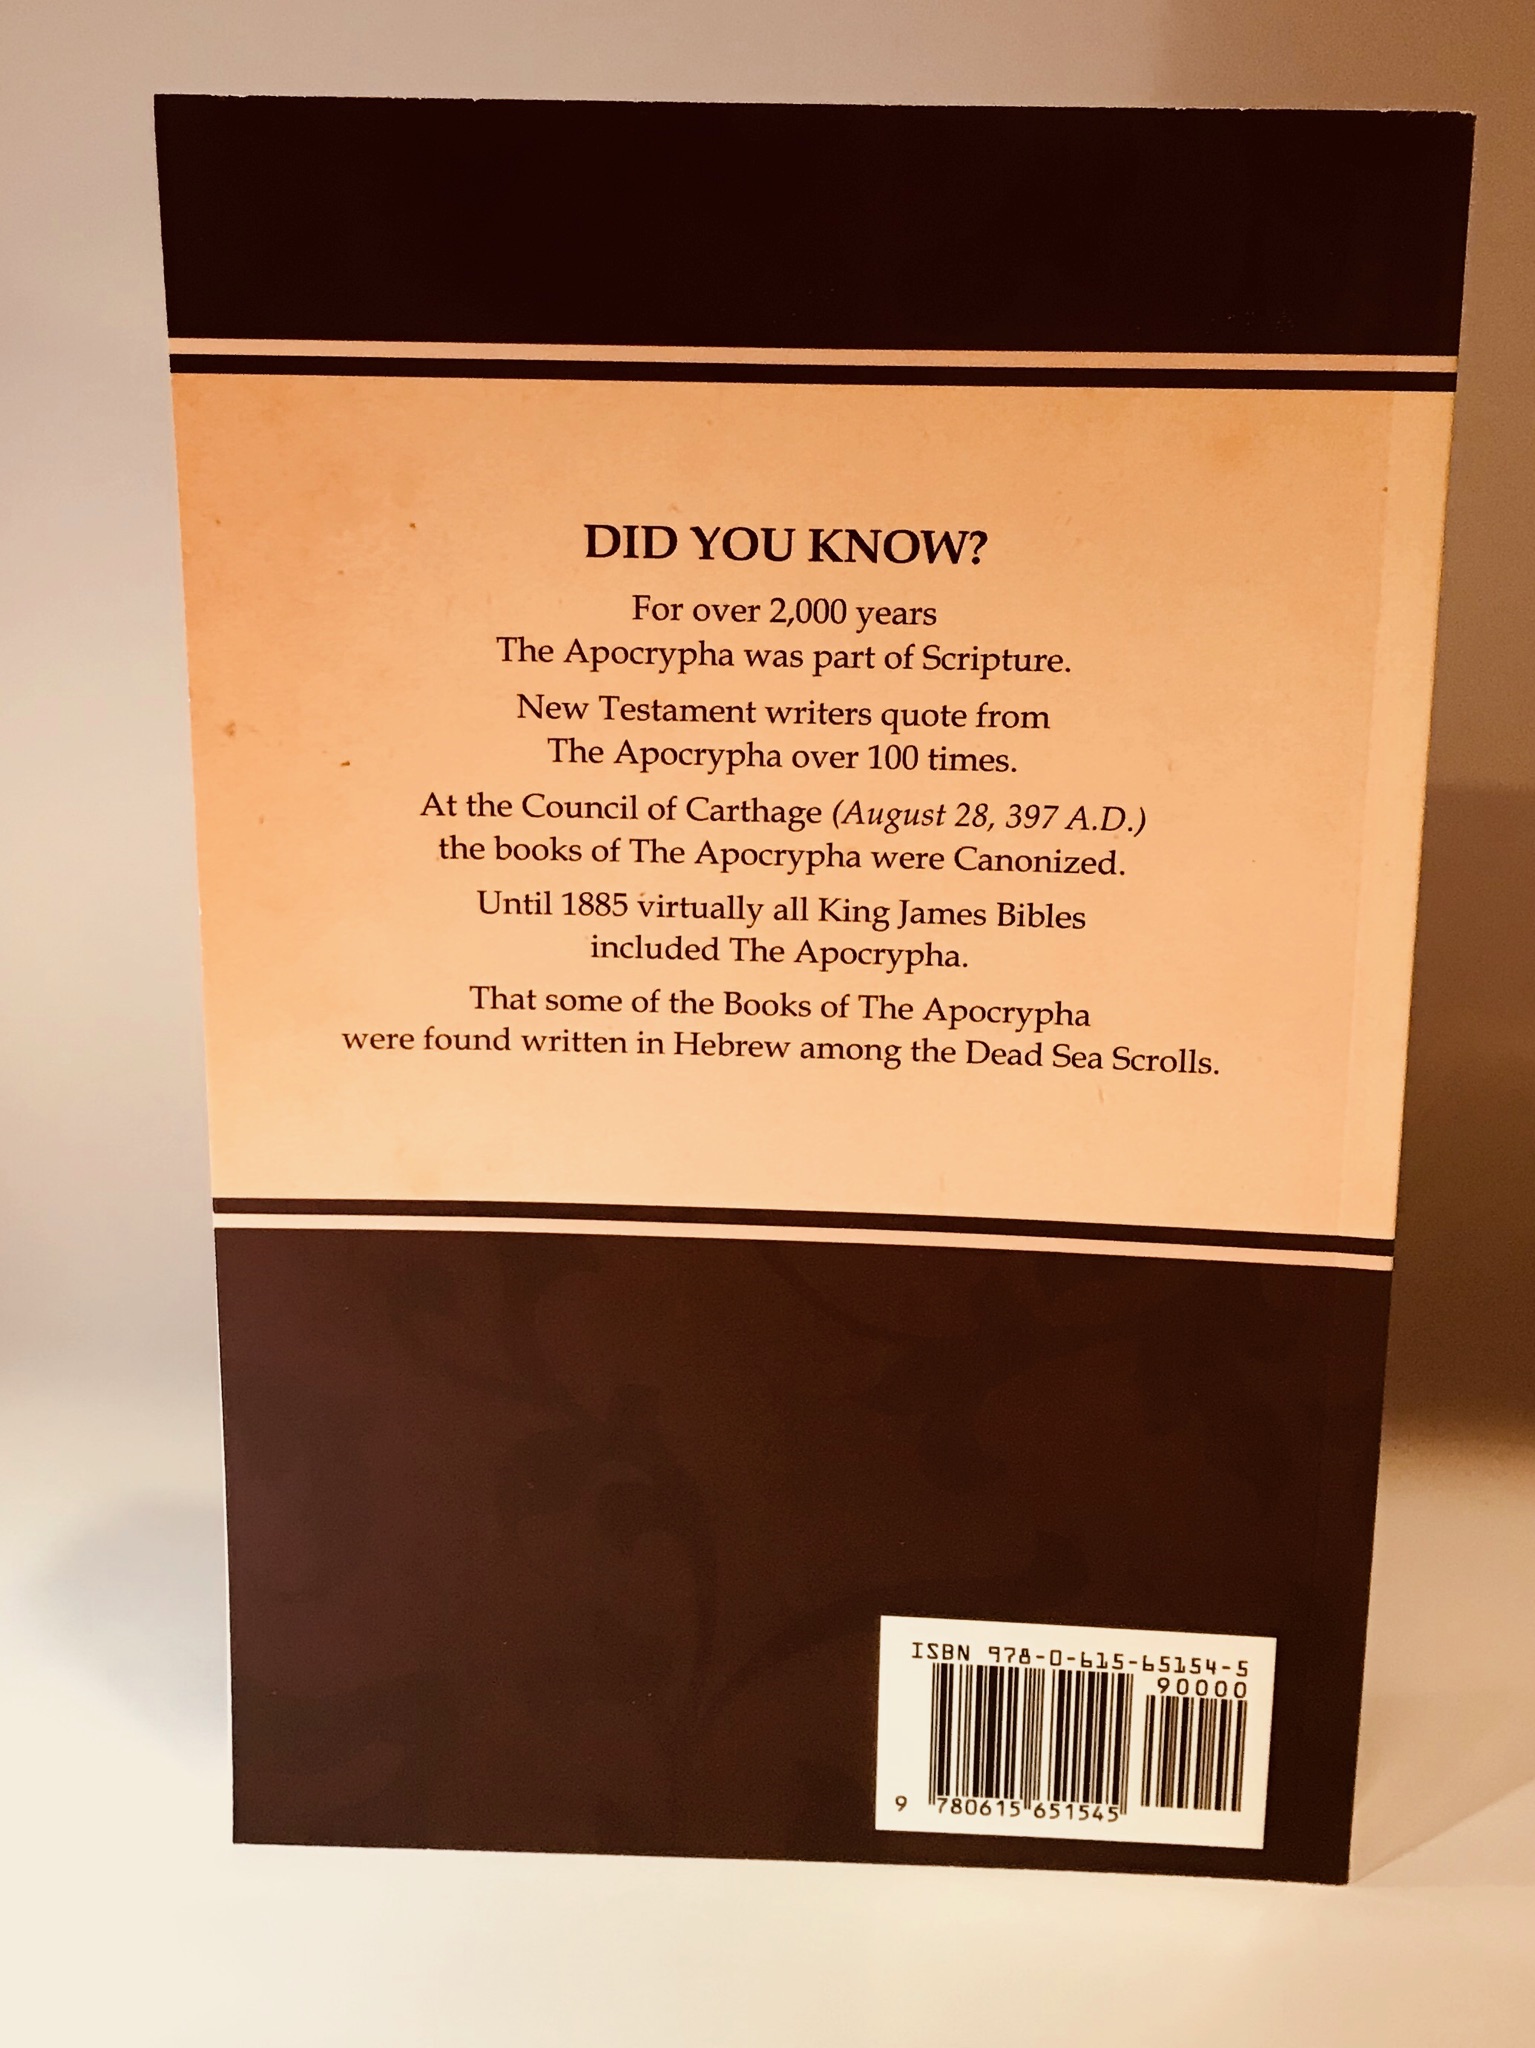 DID YOU KNOW?
For over 2,000 years
The Apocrypha was part of Scripture.
New Testament writers quote from
The Apocrypha over 100 times.
At the Council of Carthage (August 28, 397 A.D.)
the books of The Apocrypha were Canonized.
Until 1885 virtually all King James Bibles
included The Apocrypha.
That some of the Books of The Apocrypha
were found written in Hebrew among the Dead Sea Scrolls.
ISBN 978-0-615-65154-5
90000
9 780615 651545